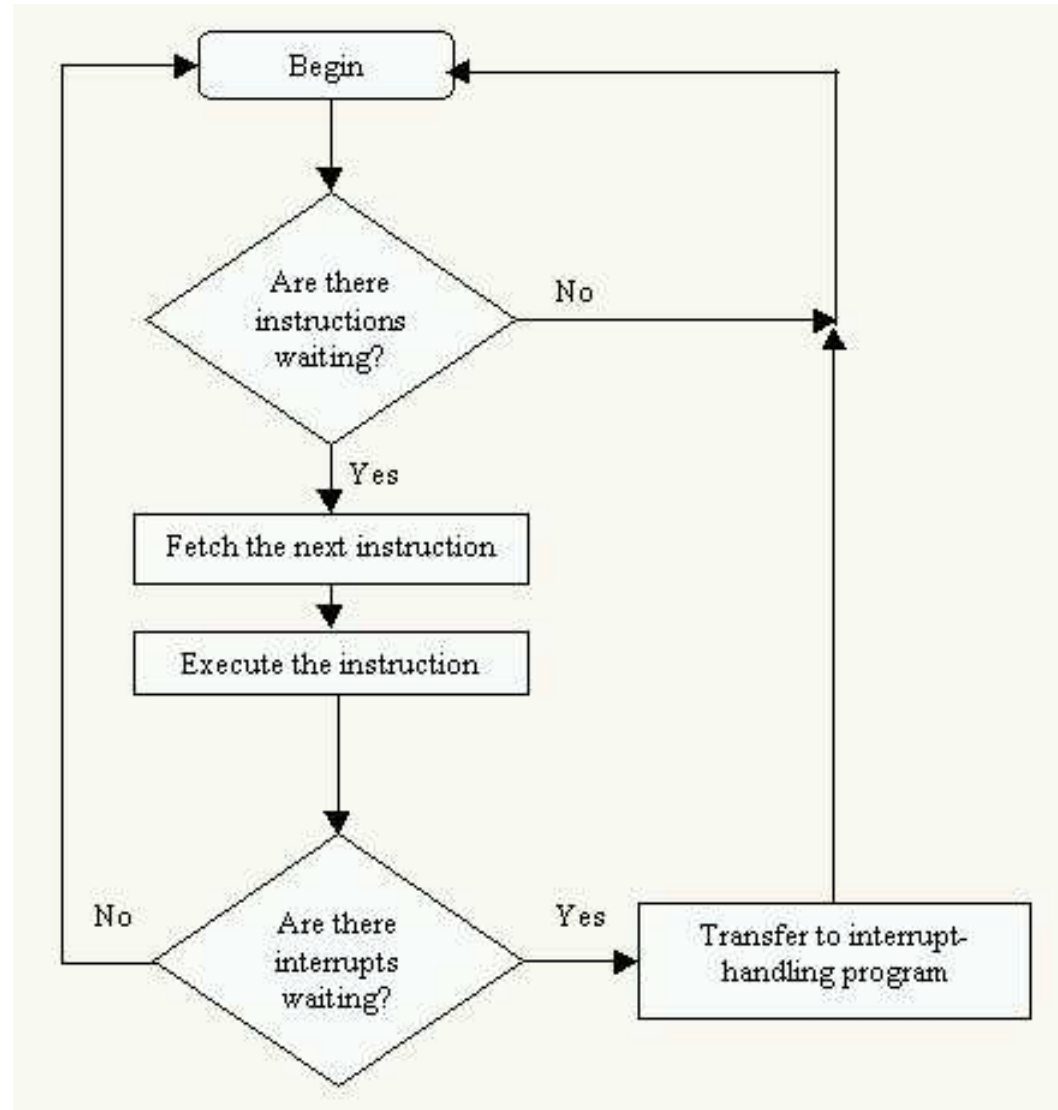 Begin
Are there
instructions
waiting?
No
Yes
Fetch the next instruction
Execute the instruction
No
Are there
interrupts
waiting?
Yes
Transfer to interrupt-
handling program